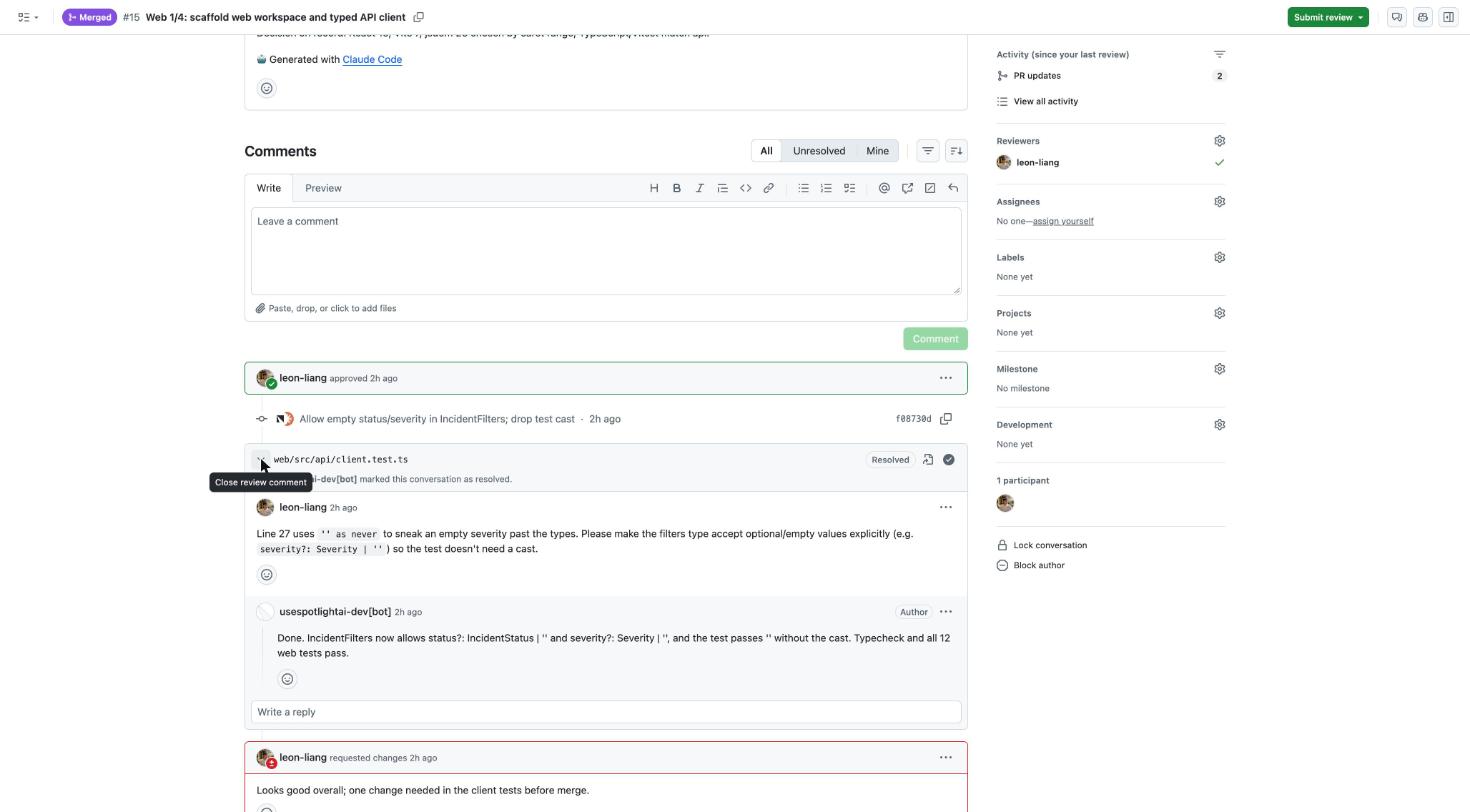 Merged #15 Web 1/4: scaffold web workspace and typed API client
Submit review
🤖 Generated with Claude Code
Comments
All Unresolved Mine
Write Preview
Leave a comment
Paste, drop, or click to add files
Comment
leon-liang approved 2h ago
Allow empty status/severity in IncidentFilters; drop test cast · 2h ago f08730d
web/src/api/client.test.ts Resolved
Close review comment
ai-dev[bot] marked this conversation as resolved.
leon-liang 2h ago
Line 27 uses '' as never to sneak an empty severity past the types. Please make the filters type accept optional/empty values explicitly (e.g.
severity?: Severity | '' ) so the test doesn't need a cast.
usespotlightai-dev[bot] 2h ago Author
Done. IncidentFilters now allows status?: IncidentStatus | '' and severity?: Severity | '', and the test passes '' without the cast. Typecheck and all 12
web tests pass.
Write a reply
leon-liang requested changes 2h ago
Looks good overall; one change needed in the client tests before merge.
Activity (since your last review)
PR updates 2
View all activity
Reviewers
leon-liang
Assignees
No one—assign yourself
Labels
None yet
Projects
None yet
Milestone
No milestone
Development
None yet
1 participant
Lock conversation
Block author